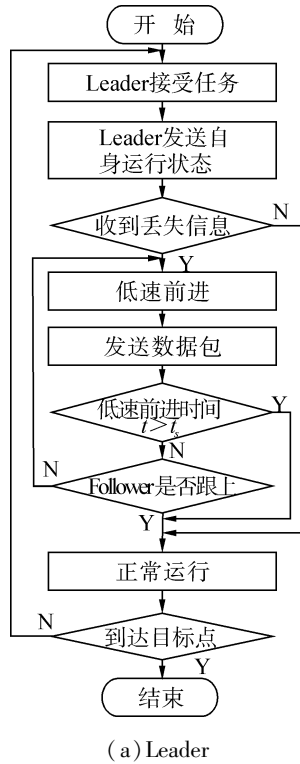 开 始
Leader接受任务
Leader发送自
身运行状态
收到丢失信息
N
Y
低速前进
发送数据包
低速前进时间
t>ts
Y
N
N
Follower是否跟上
Y
正常运行
N
到达目标点
Y
结束
(a)Leader